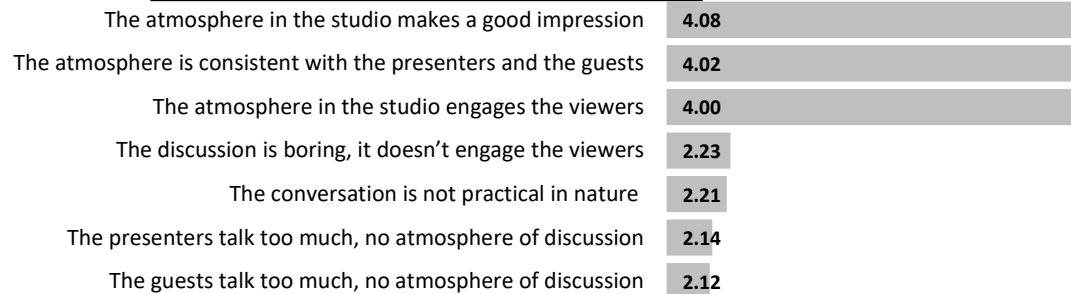 The atmosphere in the studio makes a good impression 4.08
The atmosphere is consistent with the presenters and the guests 4.02
The atmosphere in the studio engages the viewers 4.00
The discussion is boring, it doesn’t engage the viewers 2.23
The conversation is not practical in nature 2.21
The presenters talk too much, no atmosphere of discussion 2.14
The guests talk too much, no atmosphere of discussion 2.12